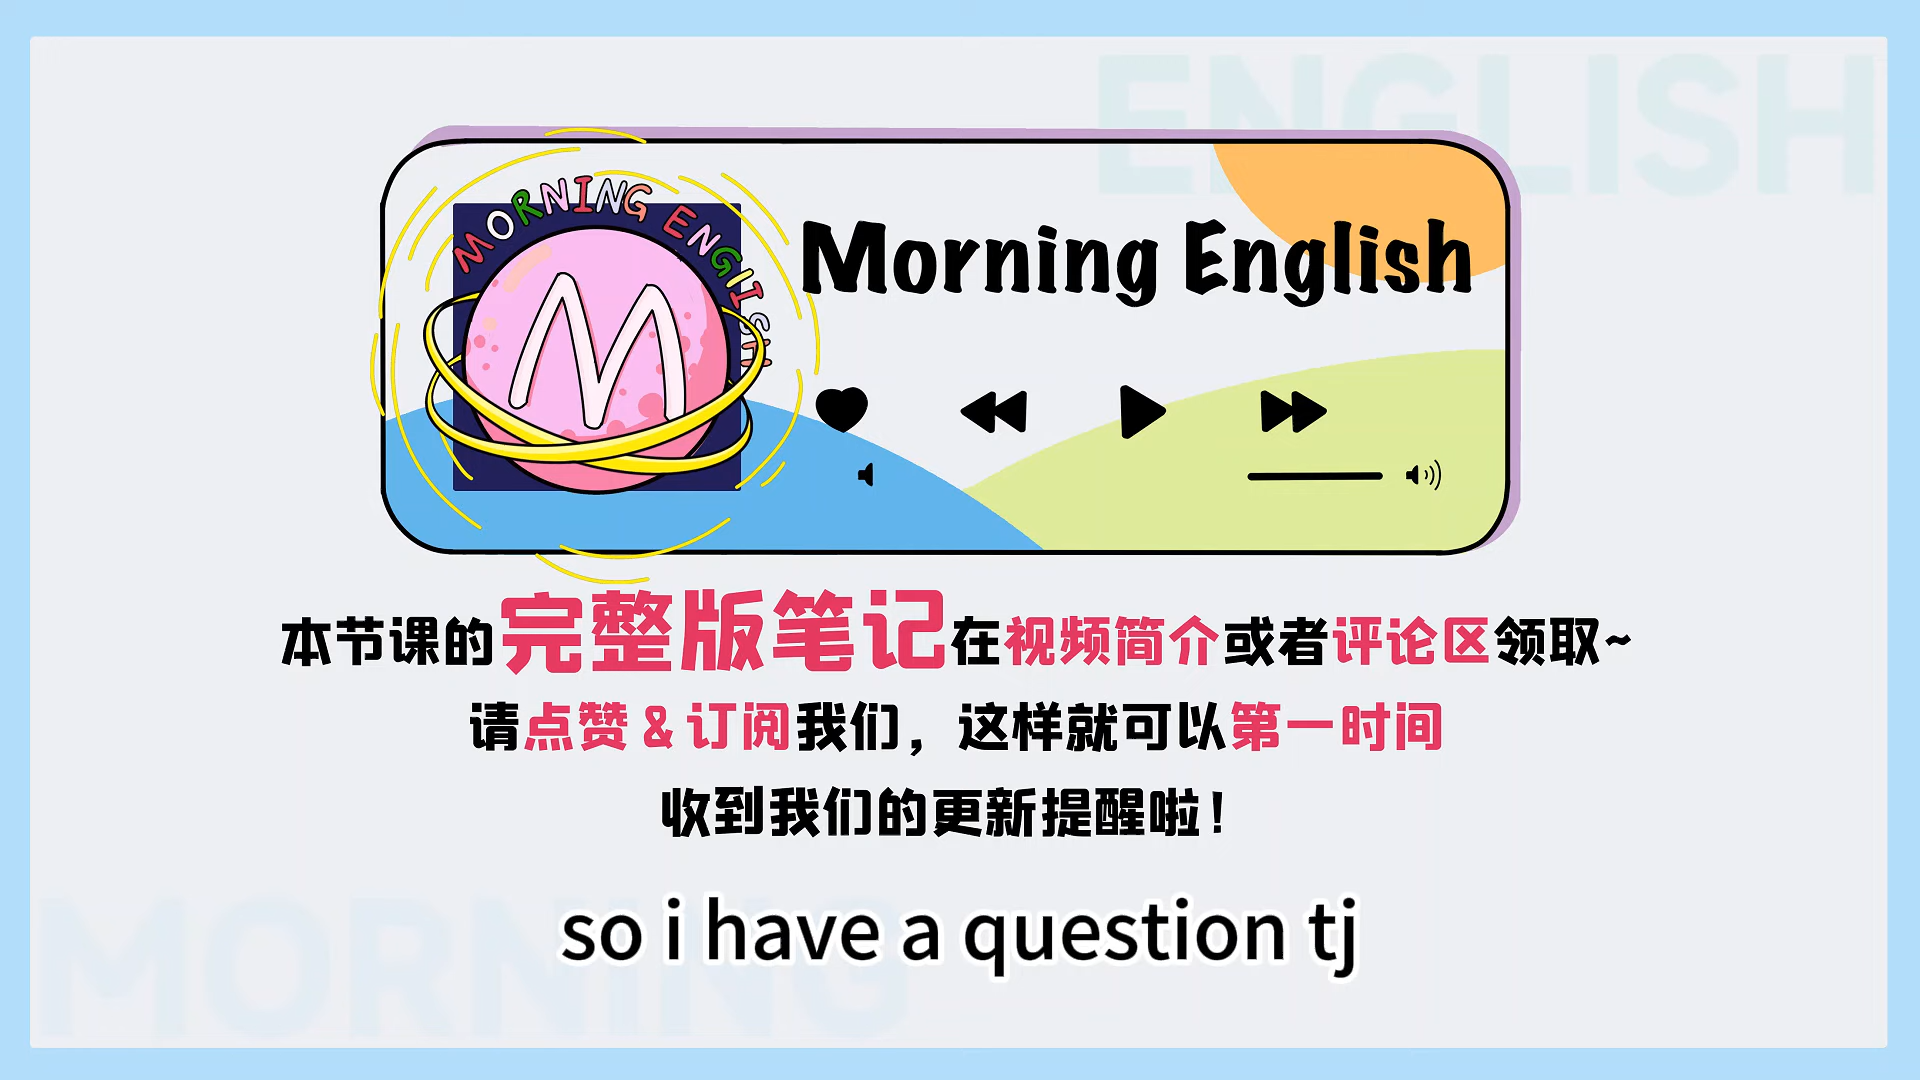 ENGLISH
MORNING ENGLISH
M
Morning English
本节课的完整版笔记在视频简介或者评论区领取~
请点赞&订阅我们，这样就可以第一时间
收到我们的更新提醒啦！
MORNING
so i have a question tj